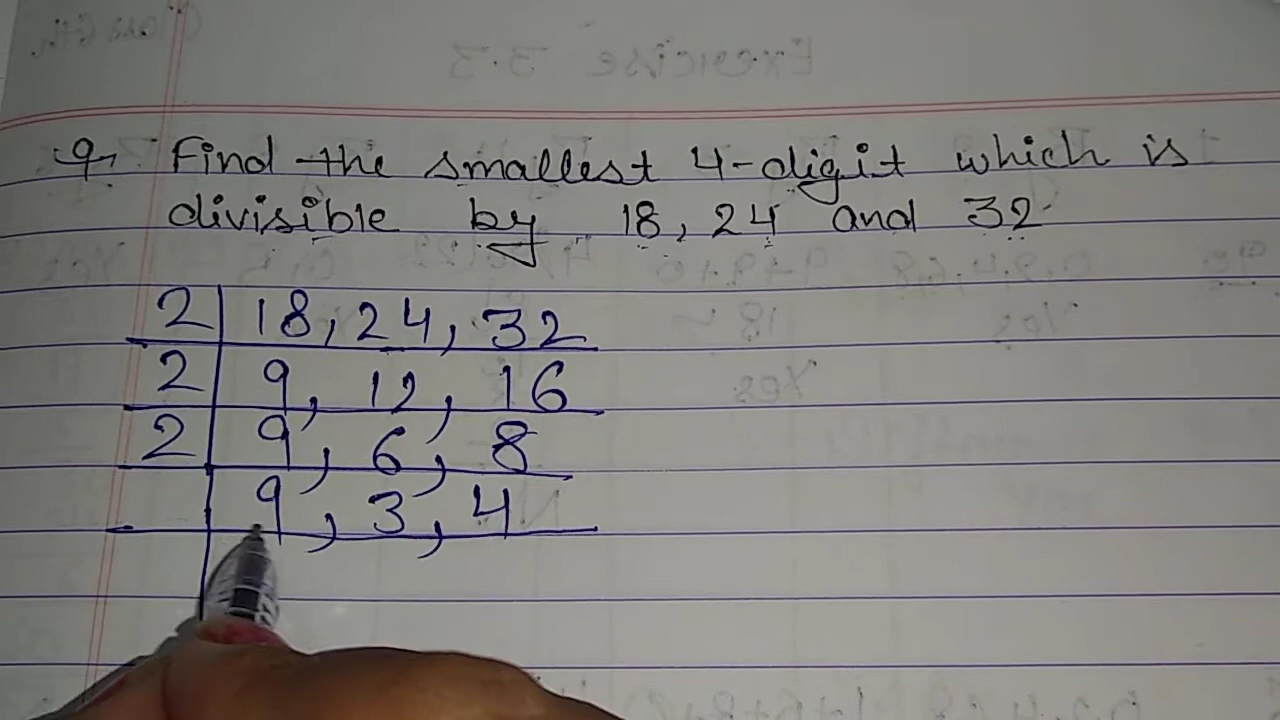 Q. Find the smallest 4-digit which is
divisible by 18, 24 and 32
2 | 18, 24, 32
2 | 9, 12, 16
2 | 9, 6, 8
9, 3, 4